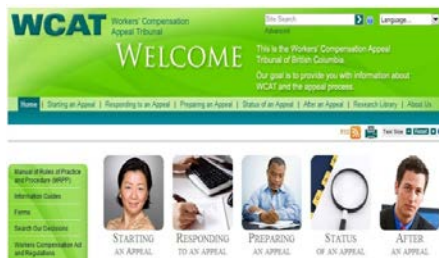 WCAT Workers' Compensation
Appeal Tribunal
Site Search
Language...
Advanced
WELCOME
This is the Workers' Compensation Appeal
Tribunal of British Columbia.
Our goal is to provide you with information about
WCAT and the appeal process.
Home | Starting an Appeal | Responding to an Appeal | Preparing an Appeal | Status of an Appeal | After an Appeal | Research Library | About Us
RSS Text Size Reset
Manual of Rules of Practice
and Procedure (MRPP)
Information Guides
Forms
Search Our Decisions
Workers Compensation Act
and Regulations
STARTING
AN APPEAL
RESPONDING
TO AN APPEAL
PREPARING
AN APPEAL
STATUS
OF AN APPEAL
AFTER
AN APPEAL